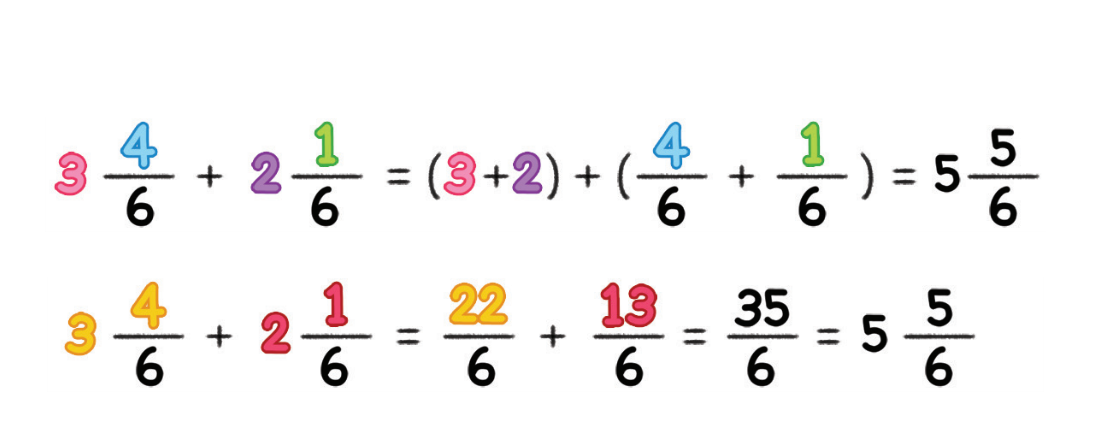 3 4/6 + 2 1/6 = (3+2) + (4/6 + 1/6) = 5 5/6
3 4/6 + 2 1/6 = 22/6 + 13/6 = 35/6 = 5 5/6